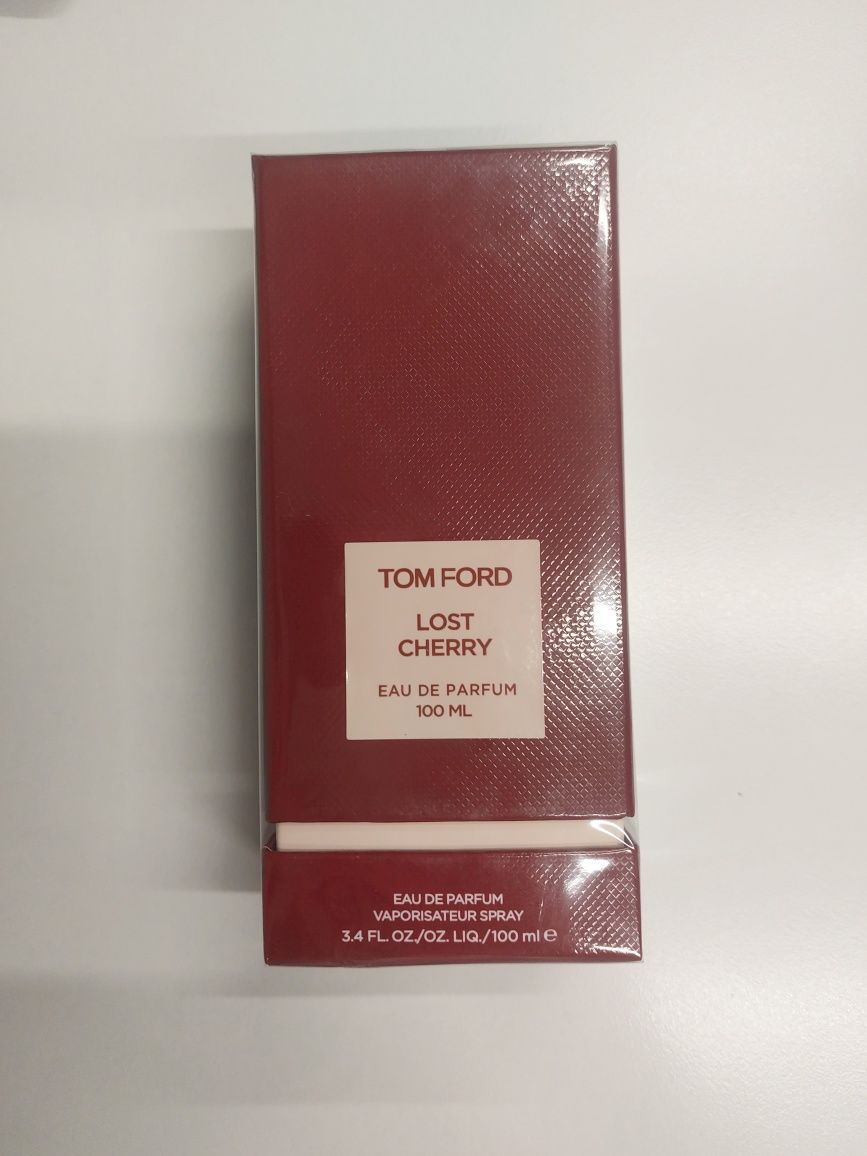 TOM FORD
LOST
CHERRY
EAU DE PARFUM
100 ML
EAU DE PARFUM
VAPORISATEUR SPRAY
3.4 FL. OZ./OZ. LIQ./100 ml ℮